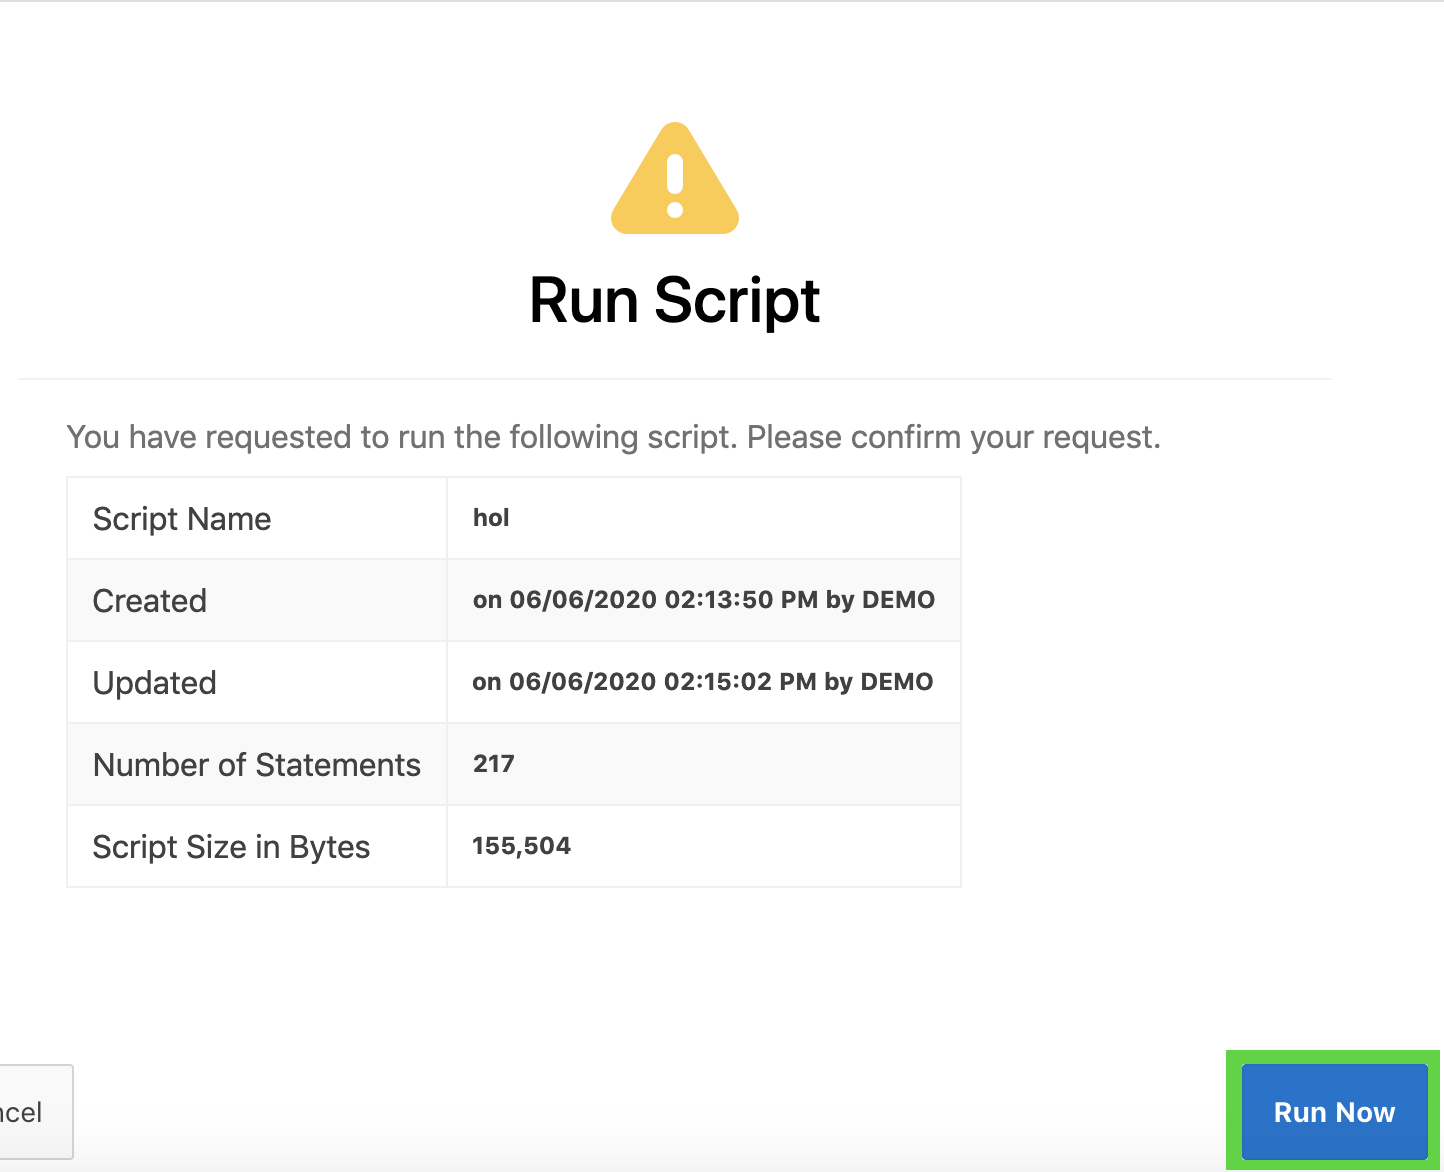 Run Script
You have requested to run the following script. Please confirm your request.
Script Name hol
Created on 06/06/2020 02:13:50 PM by DEMO
Updated on 06/06/2020 02:15:02 PM by DEMO
Number of Statements 217
Script Size in Bytes 155,504
ncel Run Now